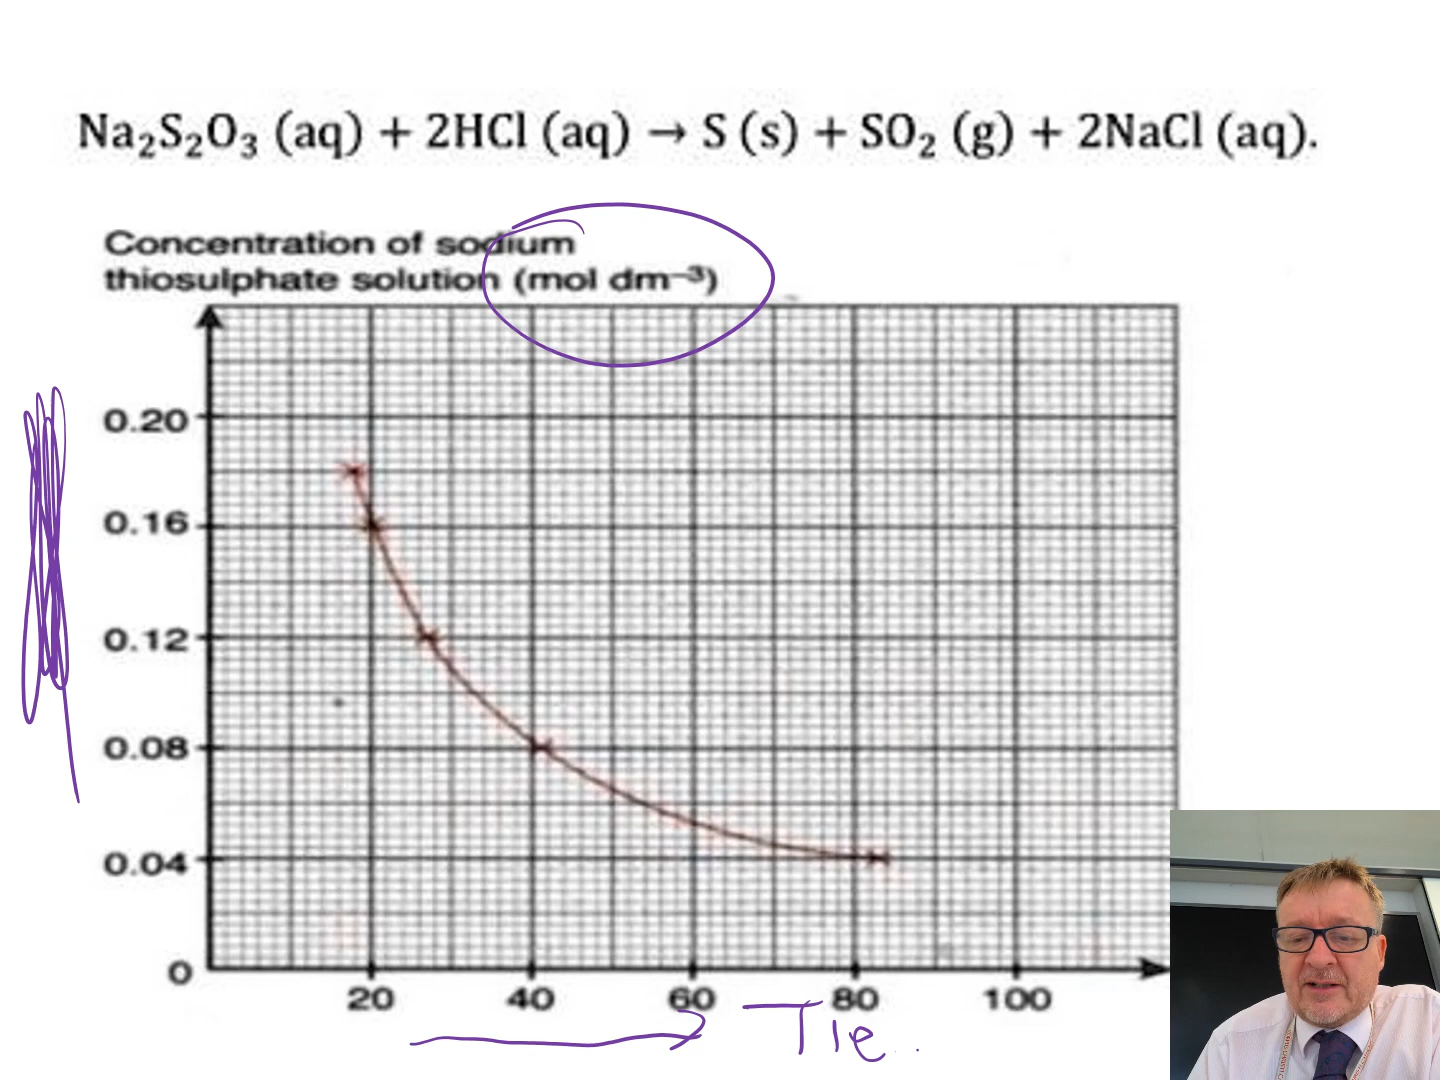 Na₂S₂O₃ (aq) + 2HCl (aq) → S (s) + SO₂ (g) + 2NaCl (aq).
Concentration of sodium
thiosulphate solution (mol dm⁻³)
0.20
0.16
0.12
0.08
0.04
0
20 40 60 80 100
Tie